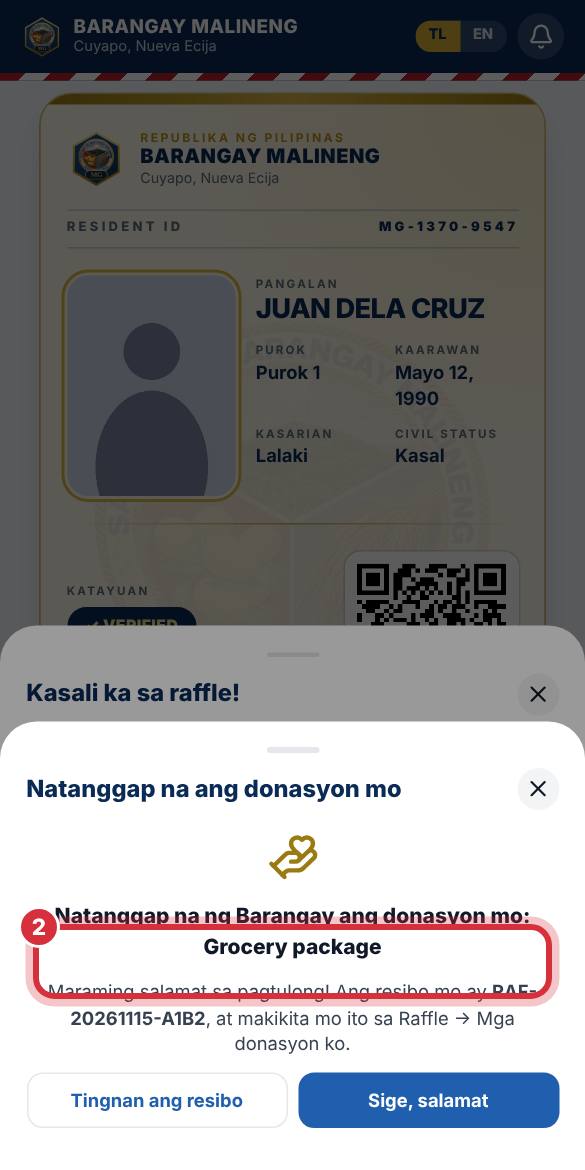 BARANGAY MALINENG
Cuyapo, Nueva Ecija
TL EN
REPUBLIKA NG PILIPINAS
BARANGAY MALINENG
Cuyapo, Nueva Ecija
RESIDENT ID MG-1370-9547
PANGALAN
JUAN DELA CRUZ
PUROK KAARAWAN
Purok 1 Mayo 12,
1990
KASARIAN CIVIL STATUS
Lalaki Kasal
KATAYUAN
✓ VERIFIED
Kasali ka sa raffle!
Natanggap na ang donasyon mo
Natanggap na ng Barangay ang donasyon mo:
2
Grocery package
Maraming salamat sa pagtulong! Ang resibo mo ay RAF-
20261115-A1B2, at makikita mo ito sa Raffle → Mga
donasyon ko.
Tingnan ang resibo Sige, salamat